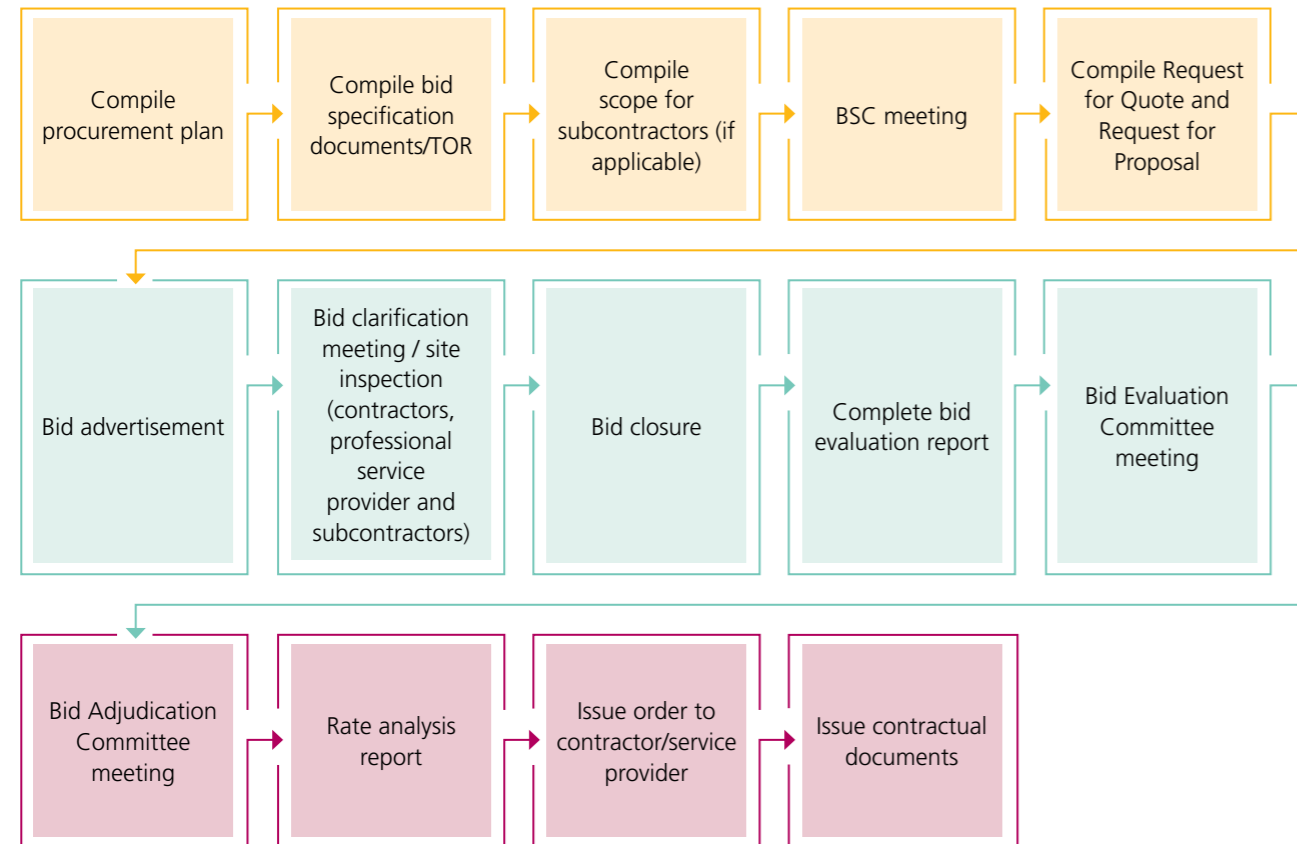 Compile
procurement plan
Compile bid
specification
documents/TOR
Compile
scope for
subcontractors (if
applicable)
BSC meeting
Compile Request
for Quote and
Request for
Proposal
Bid advertisement
Bid clarification
meeting / site
inspection
(contractors,
professional
service
provider and
subcontractors)
Bid closure
Complete bid
evaluation report
Bid Evaluation
Committee
meeting
Bid Adjudication
Committee
meeting
Rate analysis
report
Issue order to
contractor/service
provider
Issue contractual
documents